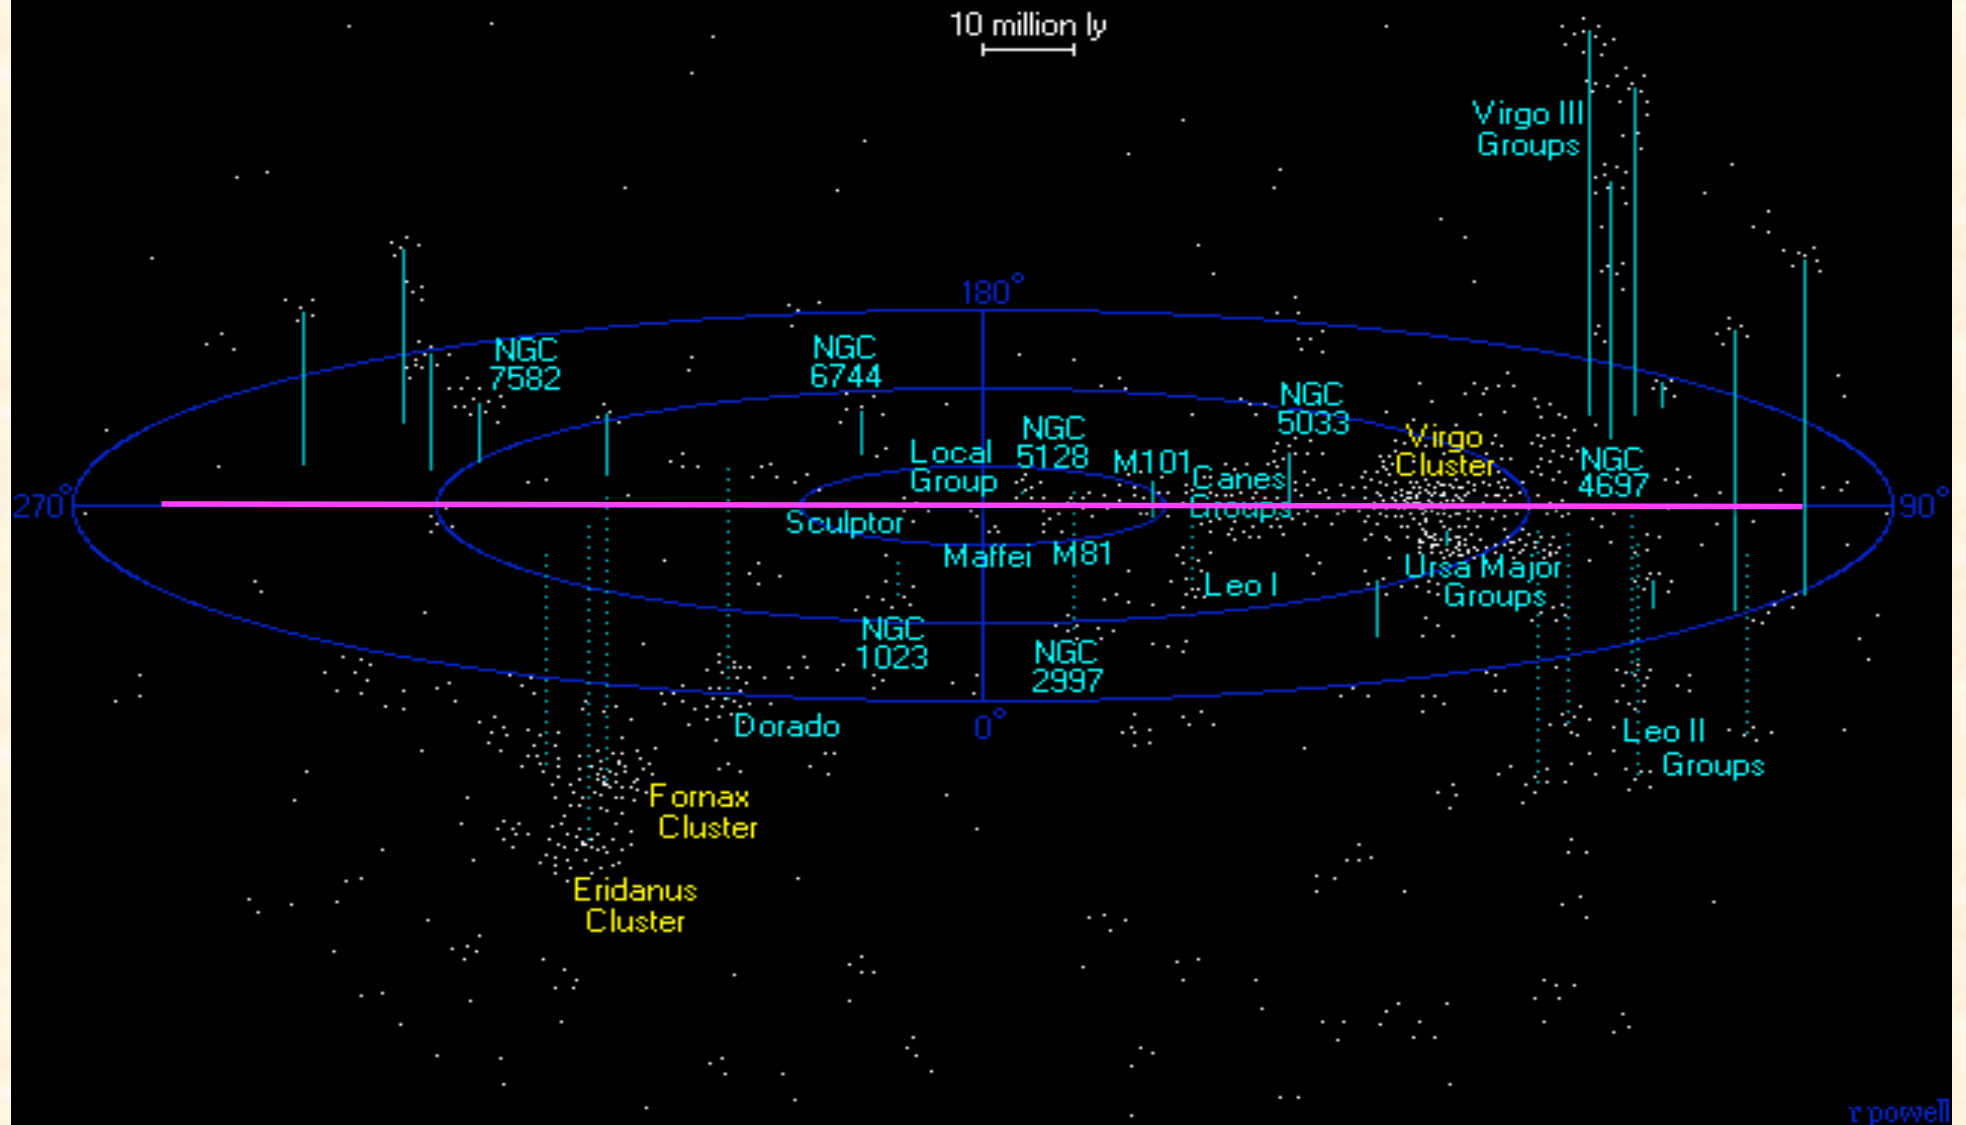 10 million ly
Virgo III
Groups
180°
NGC
7582
NGC
6744
NGC
5033
NGC
5128
Local
Group
M101
Canes
Groups
Virgo
Cluster
NGC
4697
270°
90°
Sculptor
Maffei
M81
Leo I
Ursa Major
Groups
NGC
1023
NGC
2997
Dorado
0°
Leo II
Groups
Fornax
Cluster
Eridanus
Cluster
r powell